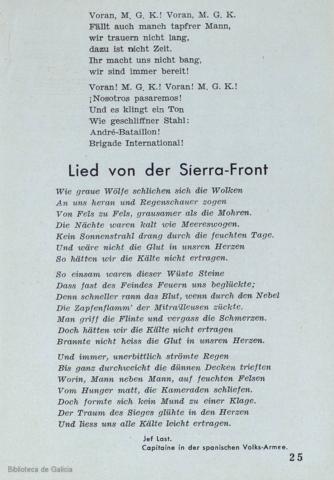 Voran, M. G. K.! Voran, M. G. K.
Fällt auch manch tapfrer Mann,
wir trauern nicht lang,
dazu ist nicht Zeit.
Ihr macht uns nicht bang,
wir sind immer bereit!
Voran! M. G. K.! Voran! M. G. K.!
¡Nosotros pasaremos!
Und es klingt ein Ton
Wie geschliffner Stahl:
André-Bataillon!
Brigade International!
Lied von der Sierra-Front
Wie graue Wölfe schlichen sich die Wolken
An uns heran und Regenschauer zogen
Von Fels zu Fels, grausamer als die Mohren.
Die Nächte waren kalt wie Meereswogen.
Kein Sonnenstrahl drang durch die feuchten Tage.
Und wäre nicht die Glut in unsren Herzen
So hätten wir die Kälte nicht ertragen.
So einsam waren dieser Wüste Steine
Dass fast des Feindes Feuern uns beglückte;
Denn schneller rann das Blut, wenn durch den Nebel
Die Zapfenflamm' der Mitrailleusen zückte.
Man griff die Flinte und vergass die Schmerzen.
Doch hätten wir die Kälte nicht ertragen
Brannte nicht heiss die Glut in unsren Herzen.
Und immer, unerbittlich strömte Regen
Bis ganz durchweicht die dünnen Decken trieften
Worin, Mann neben Mann, auf feuchten Felsen
Vom Hunger matt, die Kameraden schliefen.
Doch formte sich kein Mund zu einer Klage.
Der Traum des Sieges glühte in den Herzen
Und liess uns alle Kälte leicht ertragen.
Jef Last.
Capitaine in der spanischen Volks-Armee.
25
Biblioteca de Galicia